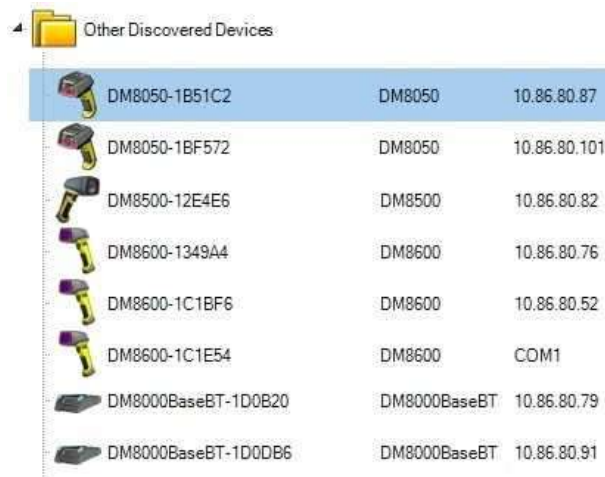 Other Discovered Devices
DM8050-1B51C2 DM8050 10.86.80.87
DM8050-1BF572 DM8050 10.86.80.101
DM8500-12E4E6 DM8500 10.86.80.82
DM8600-1349A4 DM8600 10.86.80.76
DM8600-1C1BF6 DM8600 10.86.80.52
DM8600-1C1E54 DM8600 COM1
DM8000BaseBT-1D0B20 DM8000BaseBT 10.86.80.79
DM8000BaseBT-1D0DB6 DM8000BaseBT 10.86.80.91